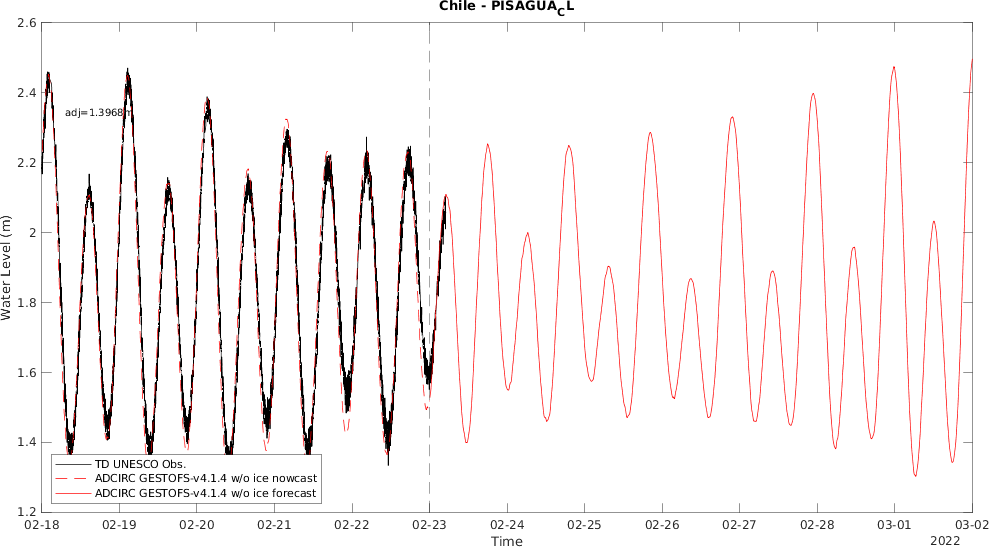 Chile - PISAGUA_CL
2.6
2.4
adj=1.3968m
2.2
2
1.8
1.6
1.4
1.2
Water Level (m)
TD UNESCO Obs.
ADCIRC GESTOFS-v4.1.4 w/o ice nowcast
ADCIRC GESTOFS-v4.1.4 w/o ice forecast
02-18 02-19 02-20 02-21 02-22 02-23 02-24 02-25 02-26 02-27 02-28 03-01 03-02
Time
2022